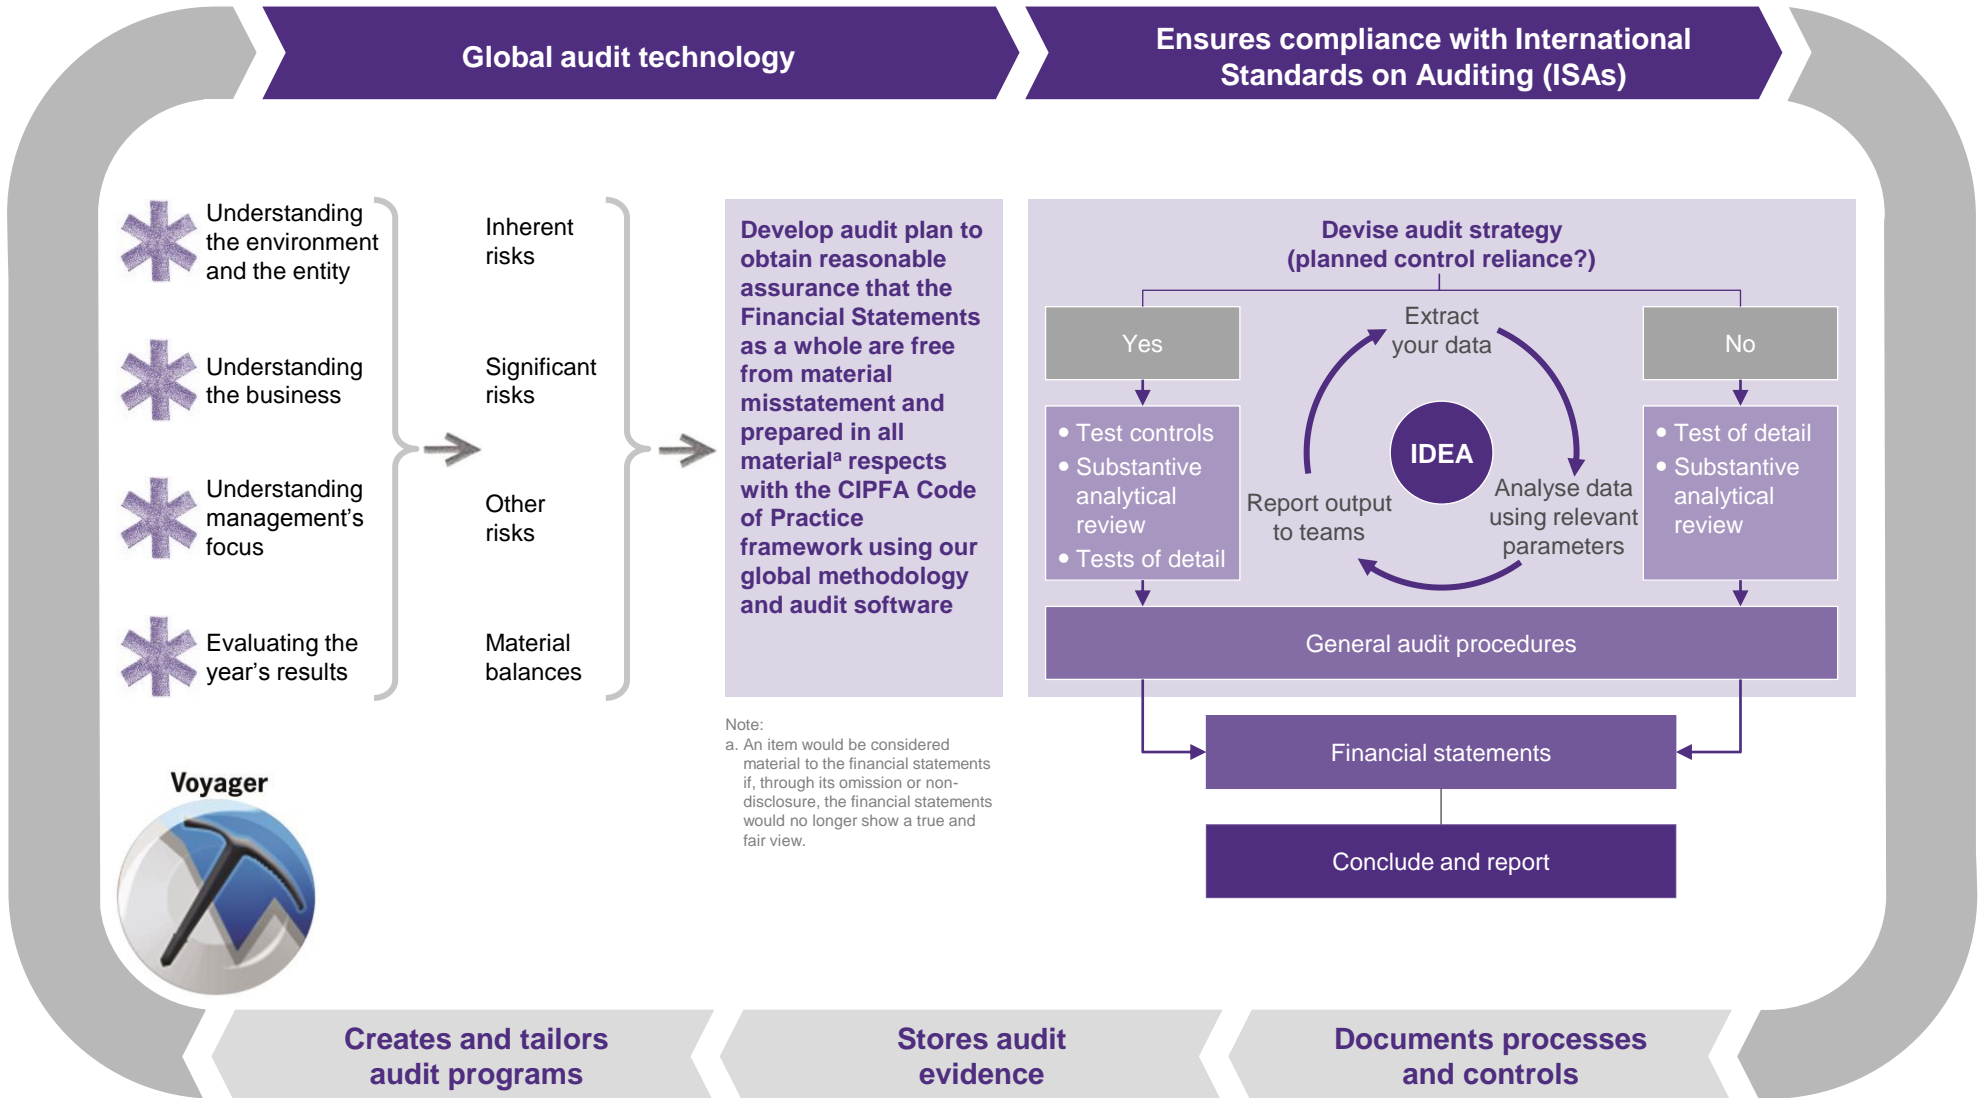 Global audit technology
Ensures compliance with International
Standards on Auditing (ISAs)
Understanding
the environment
and the entity
Understanding
the business
Understanding
management’s
focus
Evaluating the
year’s results
Inherent
risks
Significant
risks
Other
risks
Material
balances
Develop audit plan to
obtain reasonable
assurance that the
Financial Statements
as a whole are free
from material
misstatement and
prepared in all
materialᵃ respects
with the CIPFA Code
of Practice
framework using our
global methodology
and audit software
Note:
a. An item would be considered
material to the financial statements
if, through its omission or non-
disclosure, the financial statements
would no longer show a true and
fair view.
Devise audit strategy
(planned control reliance?)
Yes
• Test controls
• Substantive
analytical
review
• Tests of detail
Extract
your data
IDEA
Analyse data
using relevant
parameters
Report output
to teams
No
• Test of detail
• Substantive
analytical
review
General audit procedures
Financial statements
Conclude and report
Voyager
Creates and tailors
audit programs
Stores audit
evidence
Documents processes
and controls